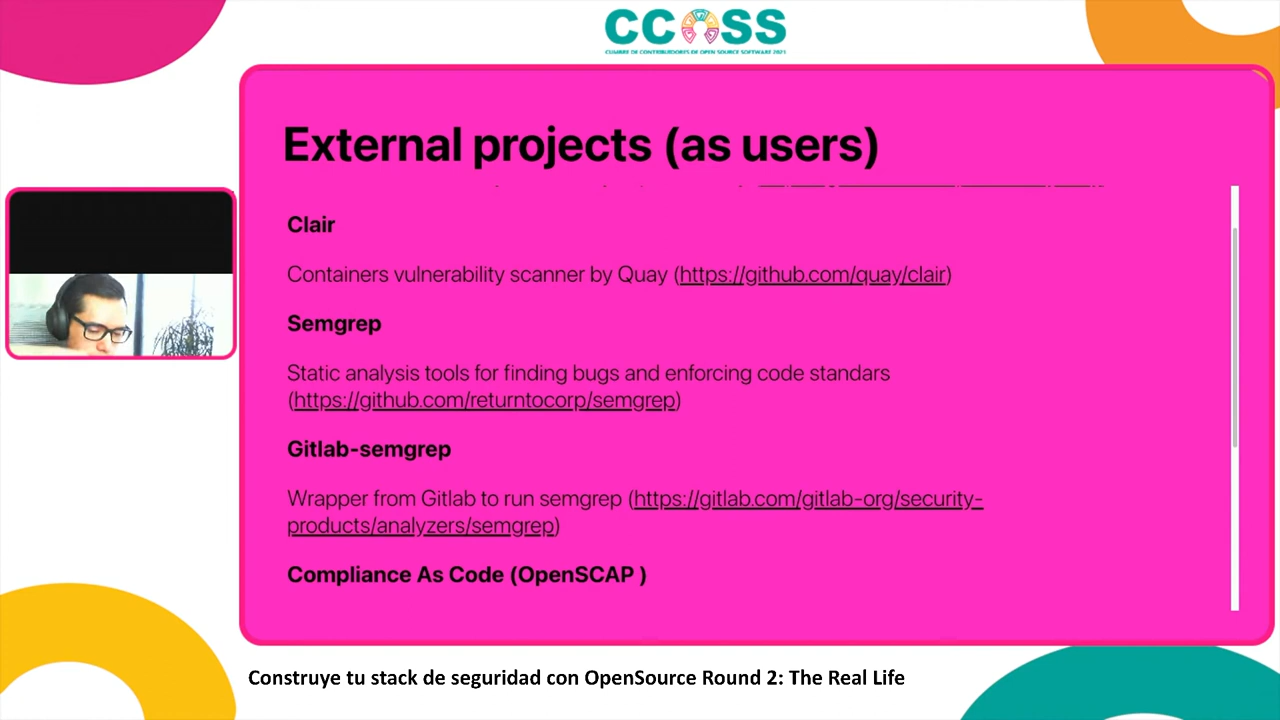 CCOSS
CUMBRE DE CONTRIBUIDORES DE OPEN SOURCE SOFTWARE 2021
External projects (as users)
Clair
Containers vulnerability scanner by Quay (https://github.com/quay/clair)
Semgrep
Static analysis tools for finding bugs and enforcing code standars
(https://github.com/returntocorp/semgrep)
Gitlab-semgrep
Wrapper from Gitlab to run semgrep (https://gitlab.com/gitlab-org/security-
products/analyzers/semgrep)
Compliance As Code (OpenSCAP )
Construye tu stack de seguridad con OpenSource Round 2: The Real Life